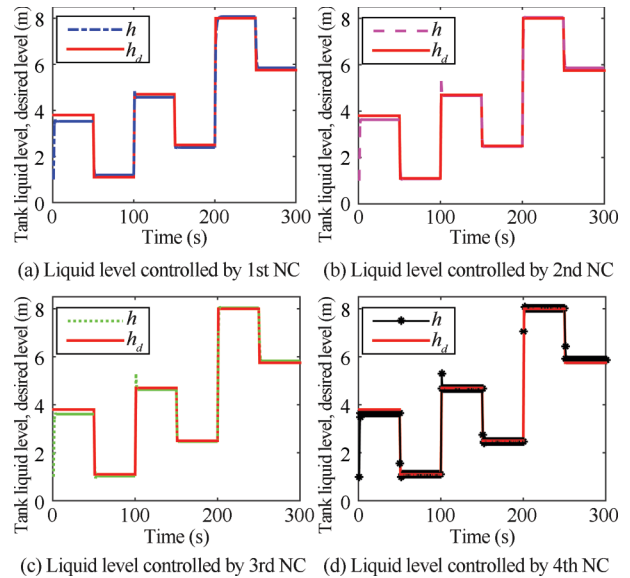 Tank liquid level, desired level (m)
8
6
4
2
0
h
h_d
0 100 200 300
Time (s)
(a) Liquid level controlled by 1st NC
Tank liquid level, desired level (m)
8
6
4
2
0
h
h_d
0 100 200 300
Time (s)
(b) Liquid level controlled by 2nd NC
Tank liquid level, desired level (m)
8
6
4
2
0
h
h_d
0 100 200 300
Time (s)
(c) Liquid level controlled by 3rd NC
Tank liquid level, desired level (m)
8
6
4
2
0
h
h_d
0 100 200 300
Time (s)
(d) Liquid level controlled by 4th NC